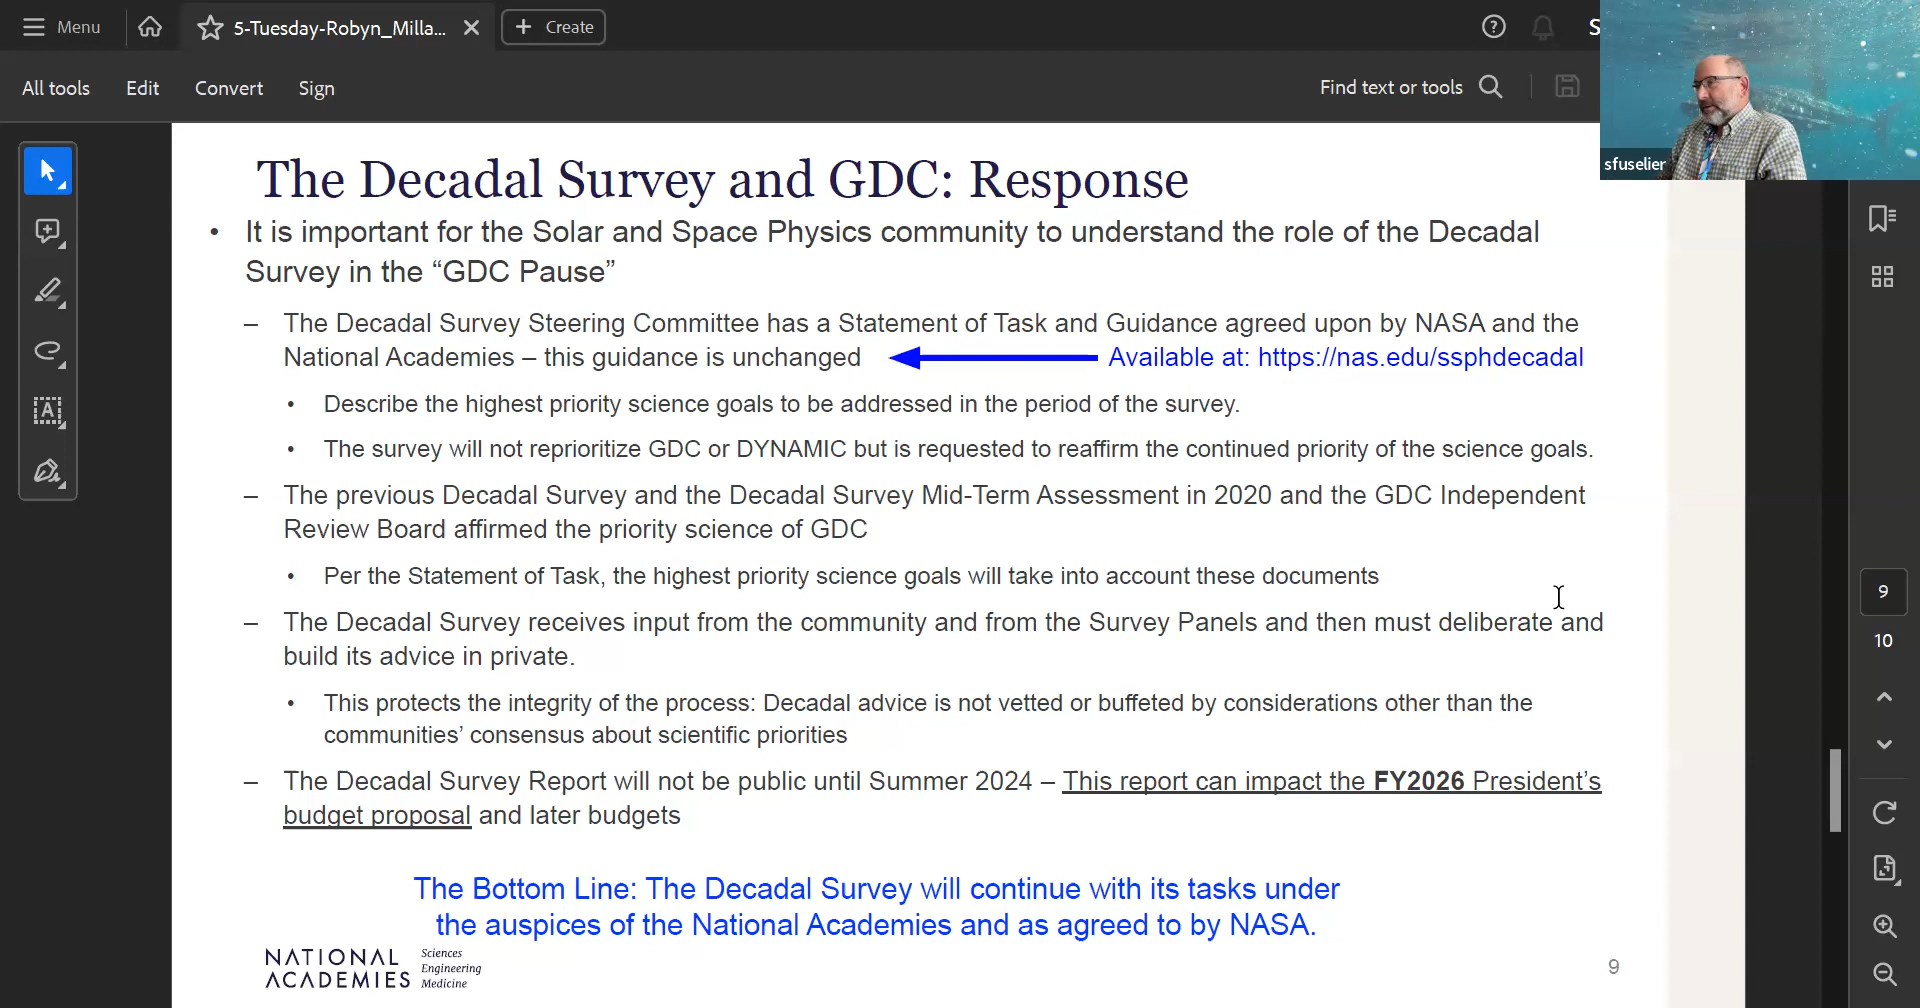 Menu
5-Tuesday-Robyn_Milla...
Create
S
All tools
Edit
Convert
Sign
Find text or tools
sfuselier
The Decadal Survey and GDC: Response
• It is important for the Solar and Space Physics community to understand the role of the Decadal
Survey in the “GDC Pause”
– The Decadal Survey Steering Committee has a Statement of Task and Guidance agreed upon by NASA and the
National Academies – this guidance is unchanged
Available at: https://nas.edu/ssphdecadal
• Describe the highest priority science goals to be addressed in the period of the survey.
• The survey will not reprioritize GDC or DYNAMIC but is requested to reaffirm the continued priority of the science goals.
– The previous Decadal Survey and the Decadal Survey Mid-Term Assessment in 2020 and the GDC Independent
Review Board affirmed the priority science of GDC
• Per the Statement of Task, the highest priority science goals will take into account these documents
– The Decadal Survey receives input from the community and from the Survey Panels and then must deliberate and
build its advice in private.
• This protects the integrity of the process: Decadal advice is not vetted or buffeted by considerations other than the
communities’ consensus about scientific priorities
– The Decadal Survey Report will not be public until Summer 2024 – This report can impact the FY2026 President’s
budget proposal and later budgets
The Bottom Line: The Decadal Survey will continue with its tasks under
the auspices of the National Academies and as agreed to by NASA.
NATIONAL
ACADEMIES
Sciences
Engineering
Medicine
9
9
10